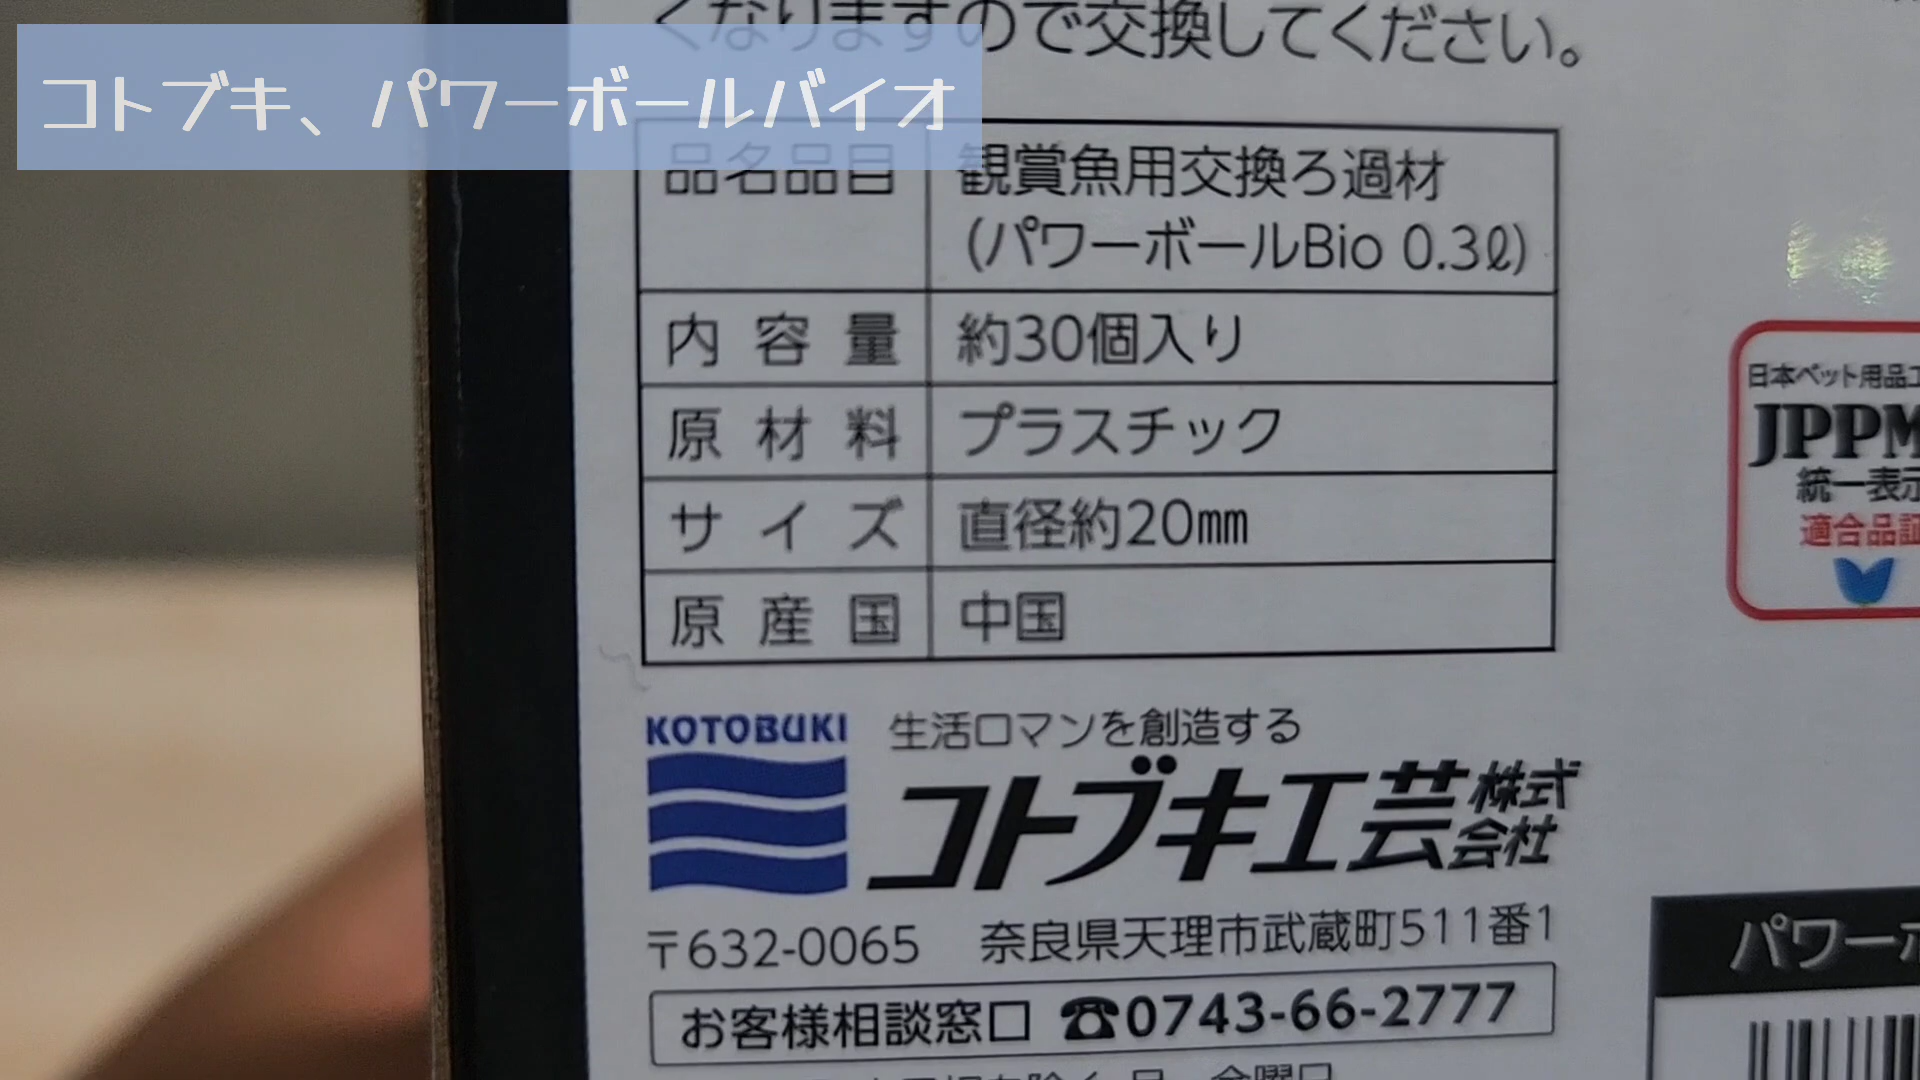 くなりますので交換してください。
コトブキ、パワーボールバイオ
品名品目 観賞魚用交換ろ過材
(パワーボールBio 0.3ℓ)
内容量 約30個入り
原材料 プラスチック
サイズ 直径約20㎜
原産国 中国
日本ペット用品工
JPPM
統一表示
適合品証
KOTOBUKI 生活ロマンを創造する
コトブキ工芸株式会社
〒632-0065 奈良県天理市武蔵町511番1
お客様相談窓口 ☎0743-66-2777
パワーボ